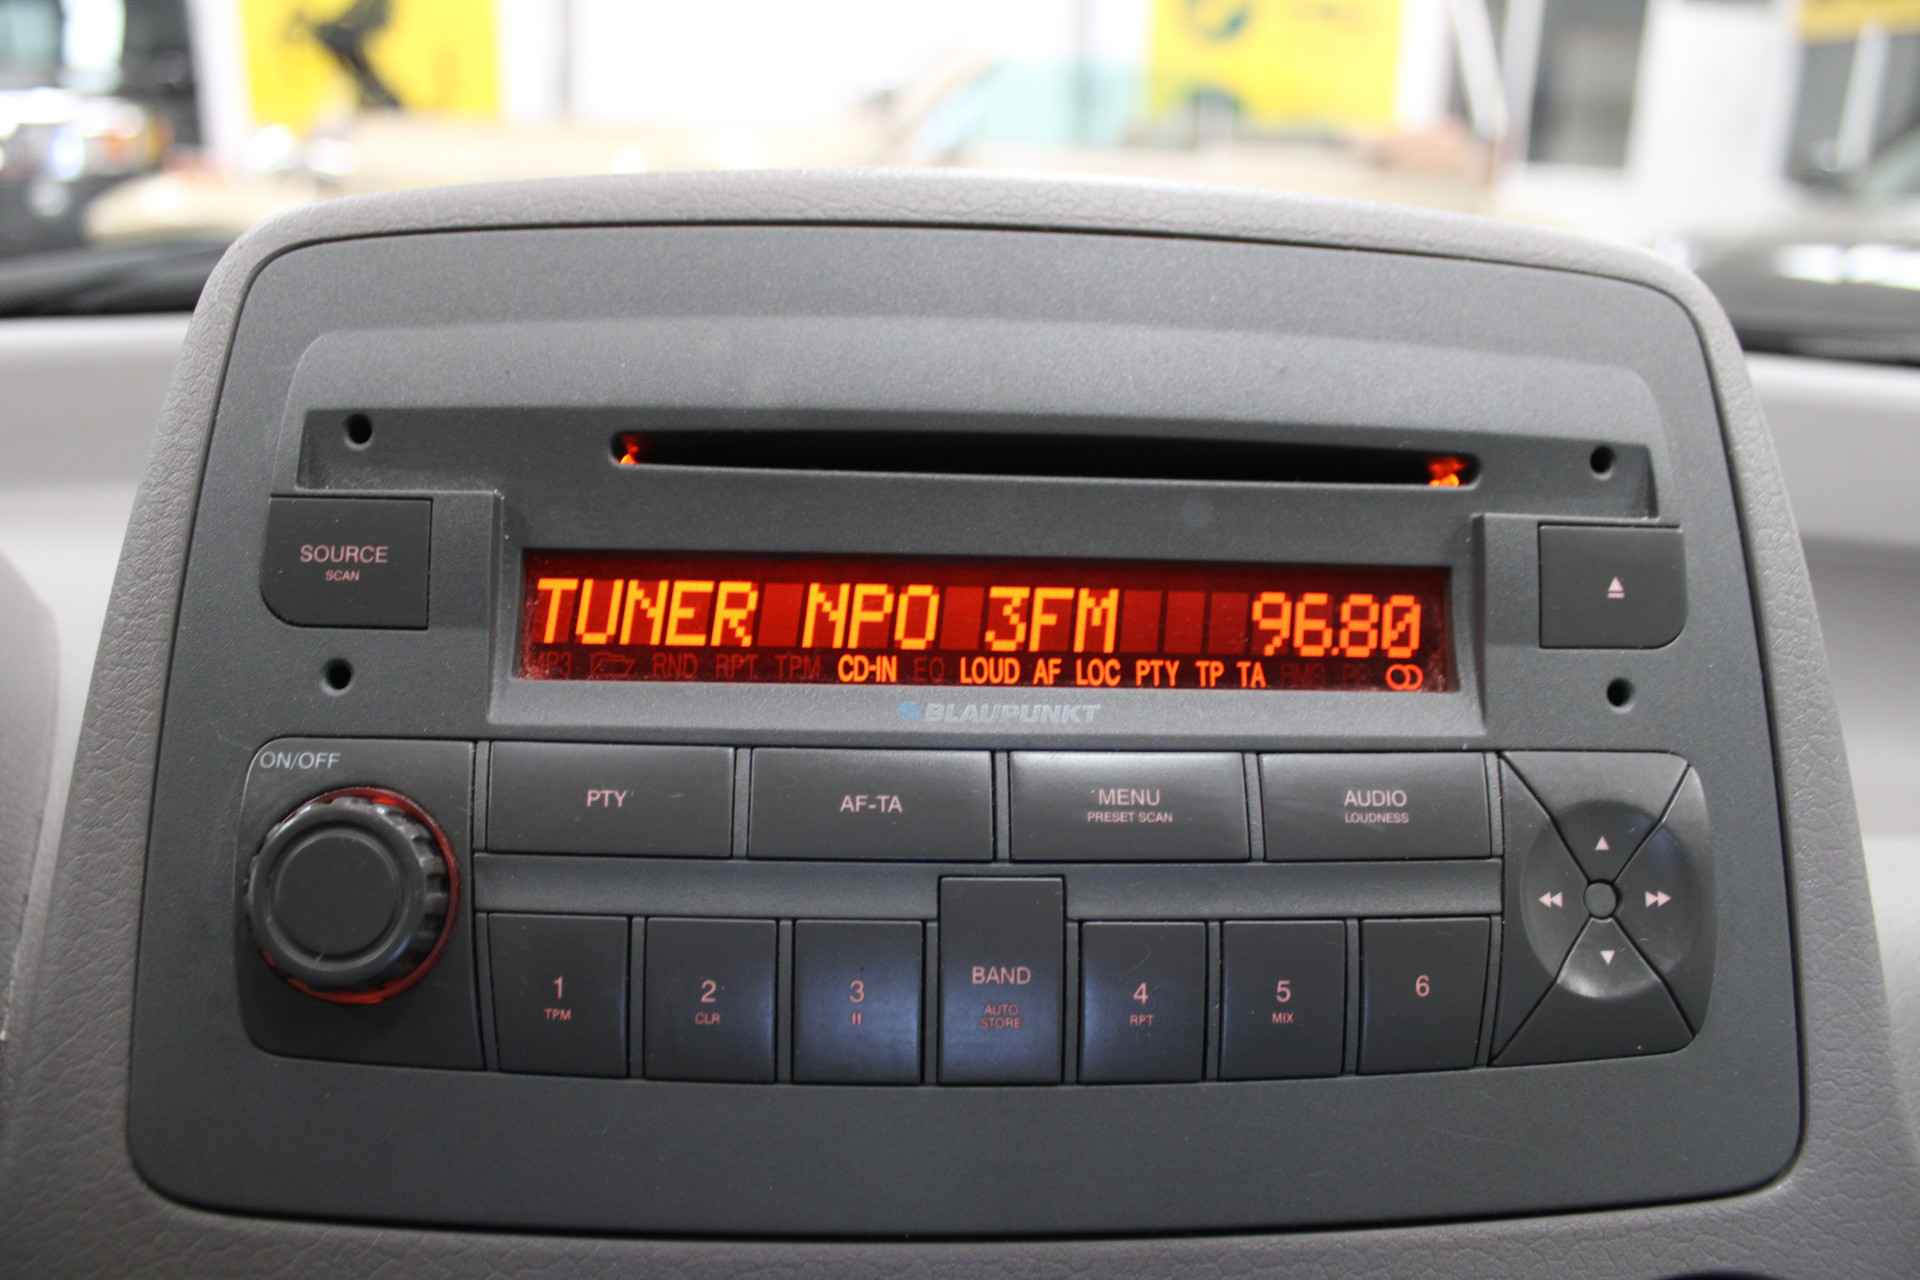 SOURCE
SCAN
TUNER NPO 3FM 96.80
MP3 RND RPT TPM CD-IN EQ LOUD AF LOC PTY TP TA
BLAUPUNKT
ON/OFF
PTY AF-TA MENU AUDIO
PRESET SCAN LOUDNESS
1 2 3 BAND 4 5 6
TPM CLR AUTO RPT MIX
STORE